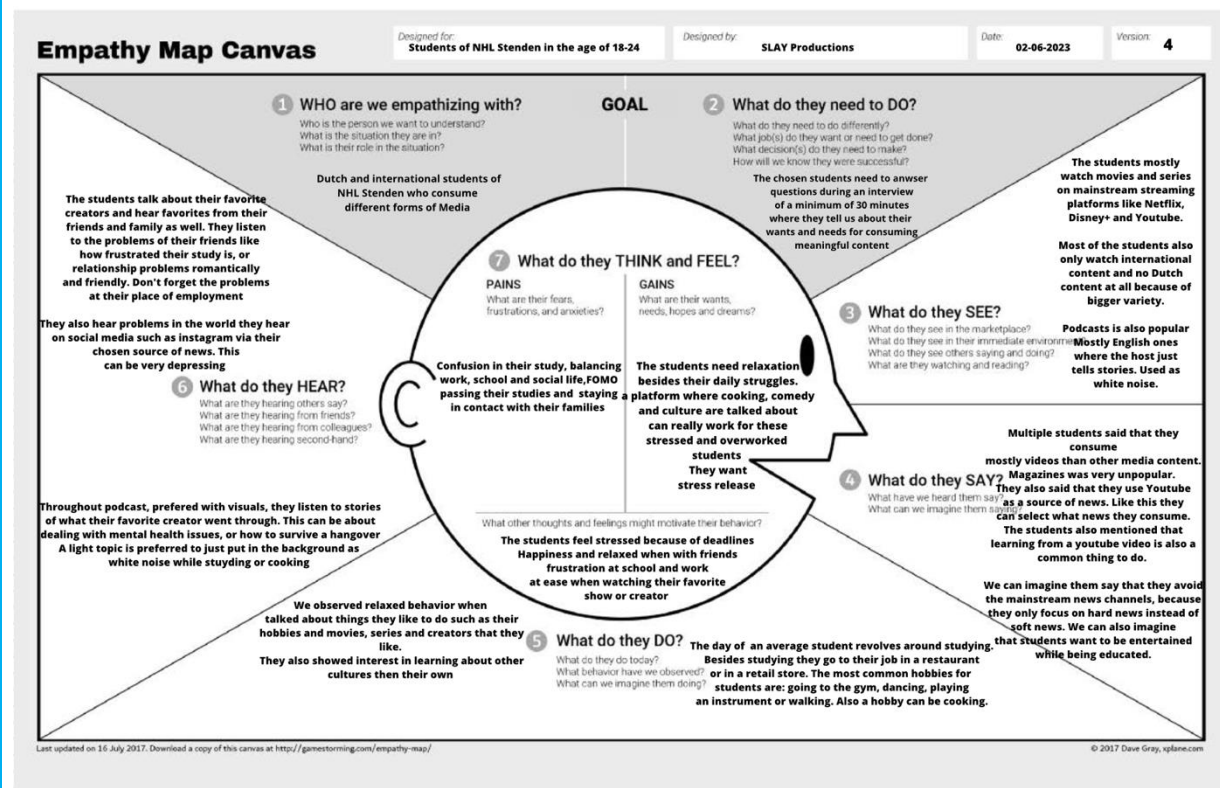 Empathy Map Canvas
Designed for:
Students of NHL Stenden in the age of 18-24
Designed by:
SLAY Productions
Date:
02-06-2023
Version:
4
1 WHO are we empathizing with?
Who is the person we want to understand?
What is the situation they are in?
What is their role in the situation?
Dutch and international students of
NHL Stenden who consume
different forms of Media
GOAL
2 What do they need to DO?
What do they need to do differently?
What job(s) do they want or need to get done?
What decision(s) do they need to make?
How will we know they were successful?
The chosen students need to anwser
questions during an interview
of a minimum of 30 minutes
where they tell us about their
wants and needs for consuming
meaningful content
The students mostly
watch movies and series
on mainstream streaming
platforms like Netflix,
Disney+ and Youtube.
Most of the students also
only watch international
content and no Dutch
content at all because of
bigger variety.
Podcasts is also popular
Mostly English ones
where the host just
tells stories. Used as
white noise.
3 What do they SEE?
What do they see in the marketplace?
What do they see in their immediate environment?
What do they see others saying and doing?
What are they watching and reading?
Multiple students said that they
consume
mostly videos than other media content.
Magazines was very unpopular.
They also said that they use Youtube
as a source of news. Like this they
can select what news they consume.
The students also mentioned that
learning from a youtube video is also a
common thing to do.
We can imagine them say that they avoid
the mainstream news channels, because
they only focus on hard news instead of
soft news. We can also imagine
that students want to be entertained
while being educated.
4 What do they SAY?
What have we heard them say?
What can we imagine them saying?
5 What do they DO?
What do they do today?
What behavior have we observed?
What can we imagine them doing?
We observed relaxed behavior when
talked about things they like to do such as their
hobbies and movies, series and creators that they
like.
They also showed interest in learning about other
cultures then their own
The day of an average student revolves around studying.
Besides studying they go to their job in a restaurant
or in a retail store. The most common hobbies for
students are: going to the gym, dancing, playing
an instrument or walking. Also a hobby can be cooking.
The students talk about their favorite
creators and hear favorites from their
friends and family as well. They listen
to the problems of their friends like
how frustrated their study is, or
relationship problems romantically
and friendly. Don't forget the problems
at their place of employment
They also hear problems in the world they hear
on social media such as instagram via their
chosen source of news. This
can be very depressing
6 What do they HEAR?
What are they hearing others say?
What are they hearing from friends?
What are they hearing from colleagues?
What are they hearing second-hand?
Throughout podcast, prefered with visuals, they listen to stories
of what their favorite creator went through. This can be about
dealing with mental health issues, or how to survive a hangover
A light topic is preferred to just put in the background as
white noise while stuyding or cooking
7 What do they THINK and FEEL?
PAINS
What are their fears,
frustrations, and anxieties?
Confusion in their study, balancing
work, school and social life,FOMO
passing their studies and staying
in contact with their families
GAINS
What are their wants,
needs, hopes and dreams?
The students need relaxation
besides their daily struggles.
a platform where cooking, comedy
and culture are talked about
can really work for these
stressed and overworked
students
They want
stress release
What other thoughts and feelings might motivate their behavior?
The students feel stressed because of deadlines
Happiness and relaxed when with friends
frustration at school and work
at ease when watching their favorite
show or creator
Last updated on 16 July 2017. Download a copy of this canvas at http://gamestorming.com/empathy-map/
© 2017 Dave Gray, xplane.com